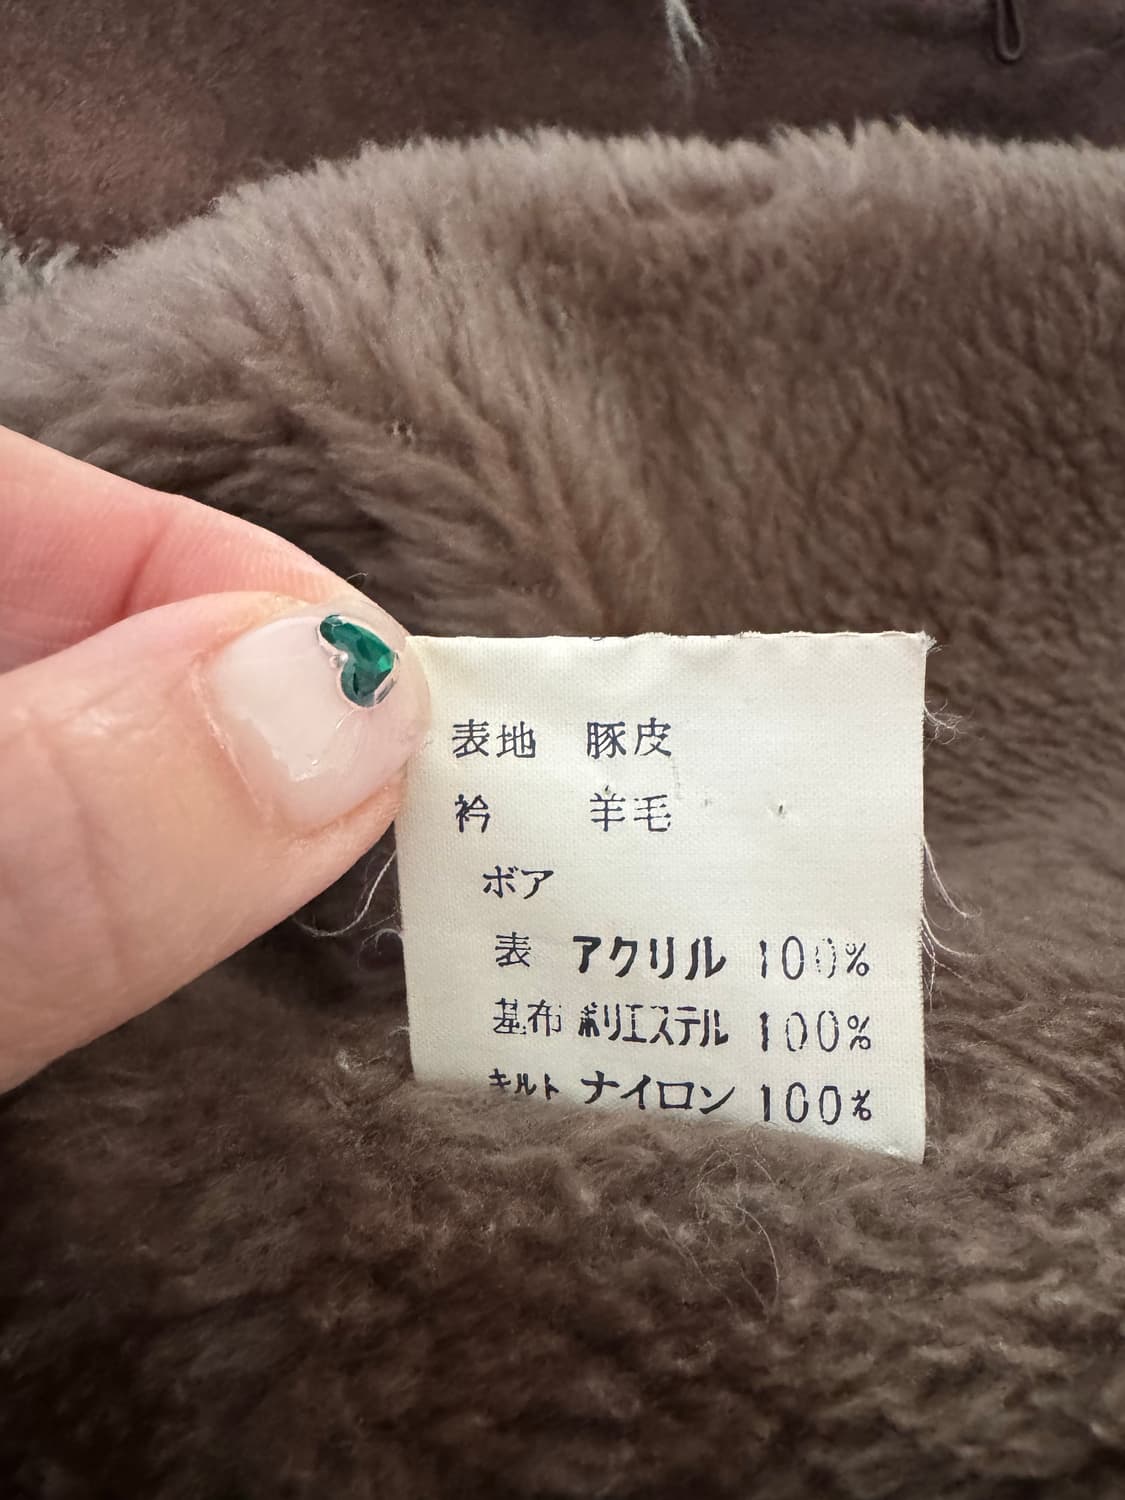 表地 豚皮
衿 羊毛
ボア
表 アクリル 100%
基布 ポリエステル 100%
キルト ナイロン 100%